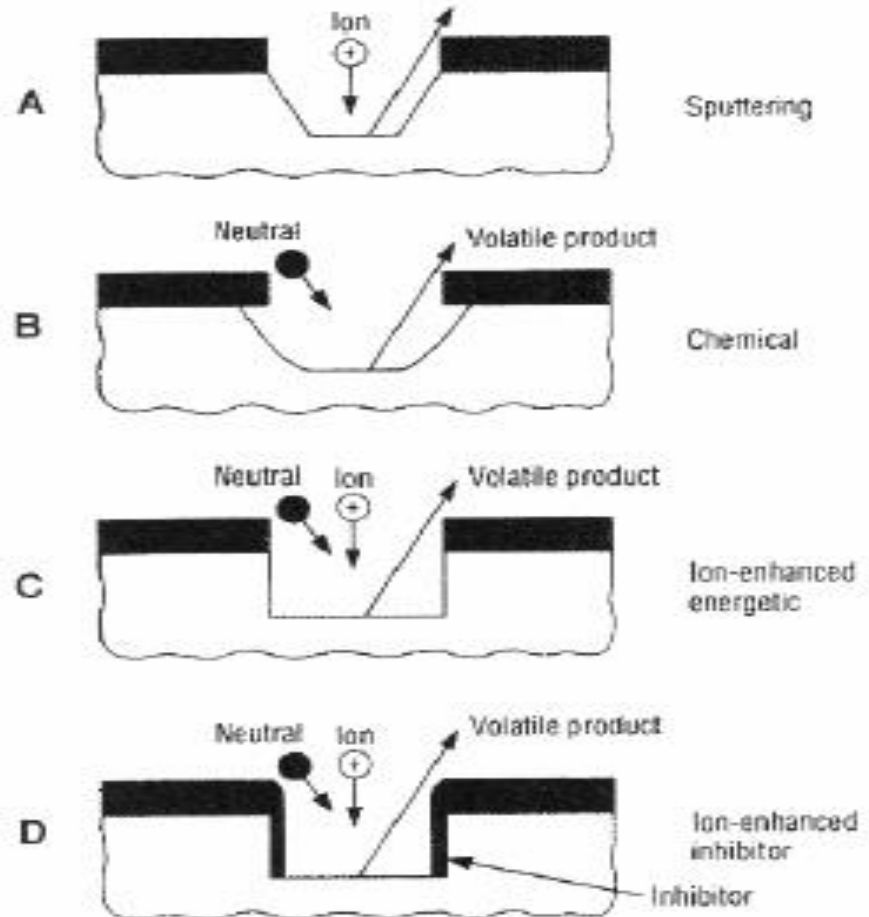 Ion
+
A
Sputtering
Neutral
Volatile product
B
Chemical
Neutral
Ion
+
Volatile product
C
Ion-enhanced
energetic
Neutral
Ion
+
Volatile product
D
Ion-enhanced
inhibitor
Inhibitor